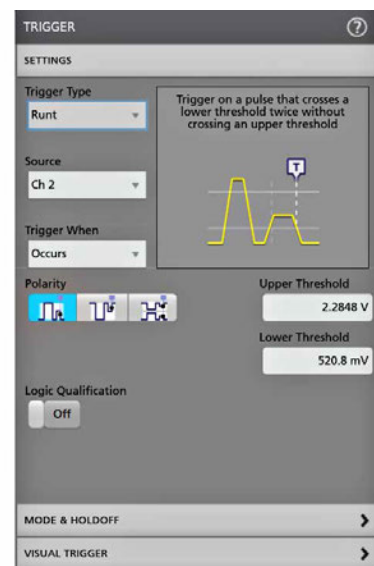 TRIGGER
?
SETTINGS
Trigger Type
Runt
Trigger on a pulse that crosses a
lower threshold twice without
crossing an upper threshold
T
Source
Ch 2
Trigger When
Occurs
Polarity
Upper Threshold
2.2848 V
Lower Threshold
520.8 mV
Logic Qualification
Off
MODE & HOLDOFF
VISUAL TRIGGER